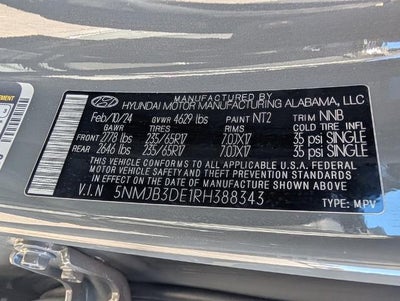 MANUFACTURED BY
HYUNDAI MOTOR MANUFACTURING ALABAMA, LLC
Feb/10/24 GVWR 4629 lbs PAINT NT2 TRIM NNB
GAWR TIRES RIMS COLD TIRE INFL
FRONT 2778 lbs 235/65R17 7.0JX17 35 psi SINGLE
REAR 2646 lbs 235/65R17 7.0JX17 35 psi SINGLE
THIS VEHICLE CONFORMS TO ALL APPLICABLE U.S.A FEDERAL
MOTOR VEHICLE SAFETY AND THEFT PREVENTION STANDARDS
IN EFFECT ON THE DATE OF MANUFACTURE SHOWN ABOVE.
V.I.N 5NMJB3DE1RH388343
TYPE: MPV